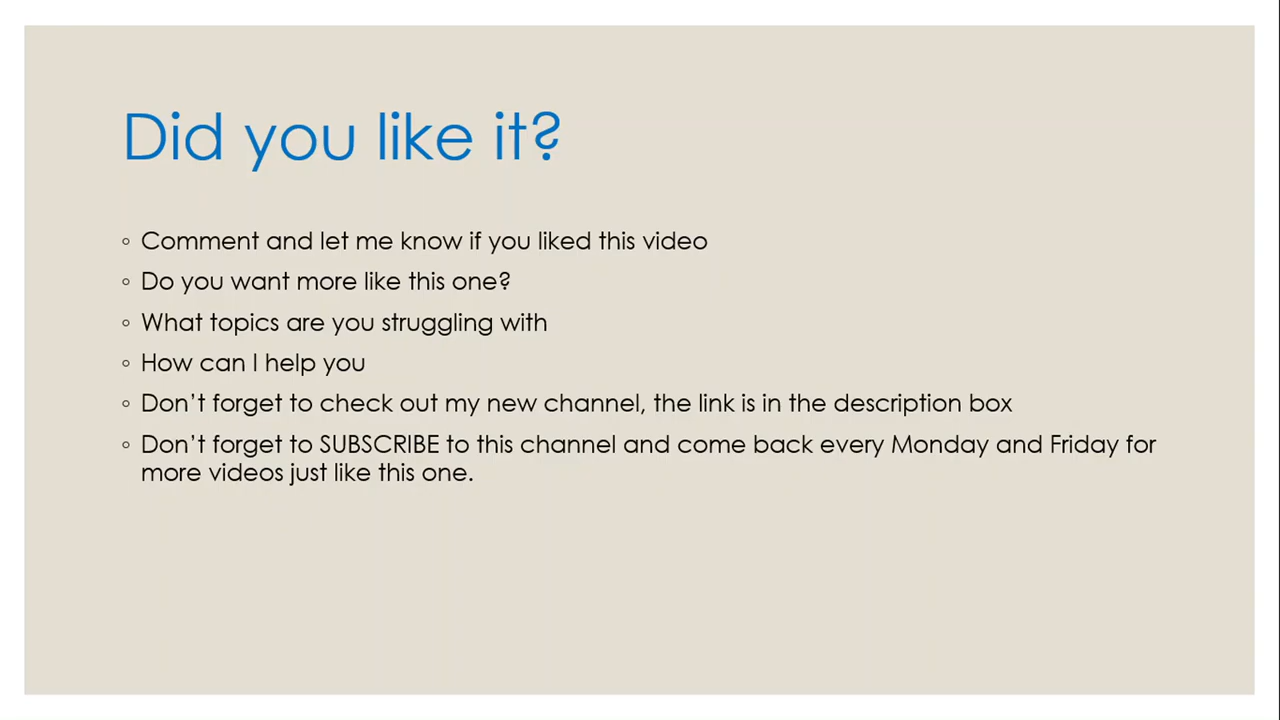 Did you like it?
◦ Comment and let me know if you liked this video
◦ Do you want more like this one?
◦ What topics are you struggling with
◦ How can I help you
◦ Don’t forget to check out my new channel, the link is in the description box
◦ Don’t forget to SUBSCRIBE to this channel and come back every Monday and Friday for
more videos just like this one.